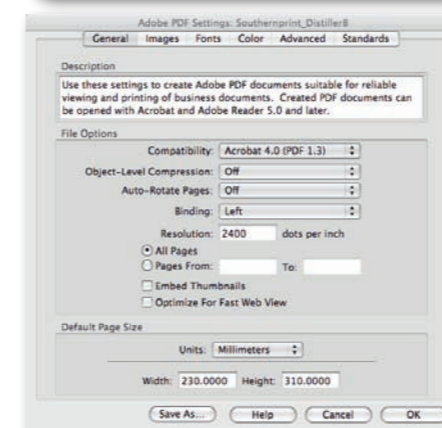 Adobe PDF Settings: Southernprint_Distiller8
General Images Fonts Color Advanced Standards
Description
Use these settings to create Adobe PDF documents suitable for reliable
viewing and printing of business documents. Created PDF documents can
be opened with Acrobat and Adobe Reader 5.0 and later.
File Options
Compatibility: Acrobat 4.0 (PDF 1.3)
Object-Level Compression: Off
Auto-Rotate Pages: Off
Binding: Left
Resolution: 2400 dots per inch
All Pages
Pages From: To:
Embed Thumbnails
Optimize For Fast Web View
Default Page Size
Units: Millimeters
Width: 230.0000 Height: 310.0000
Save As... Help Cancel OK